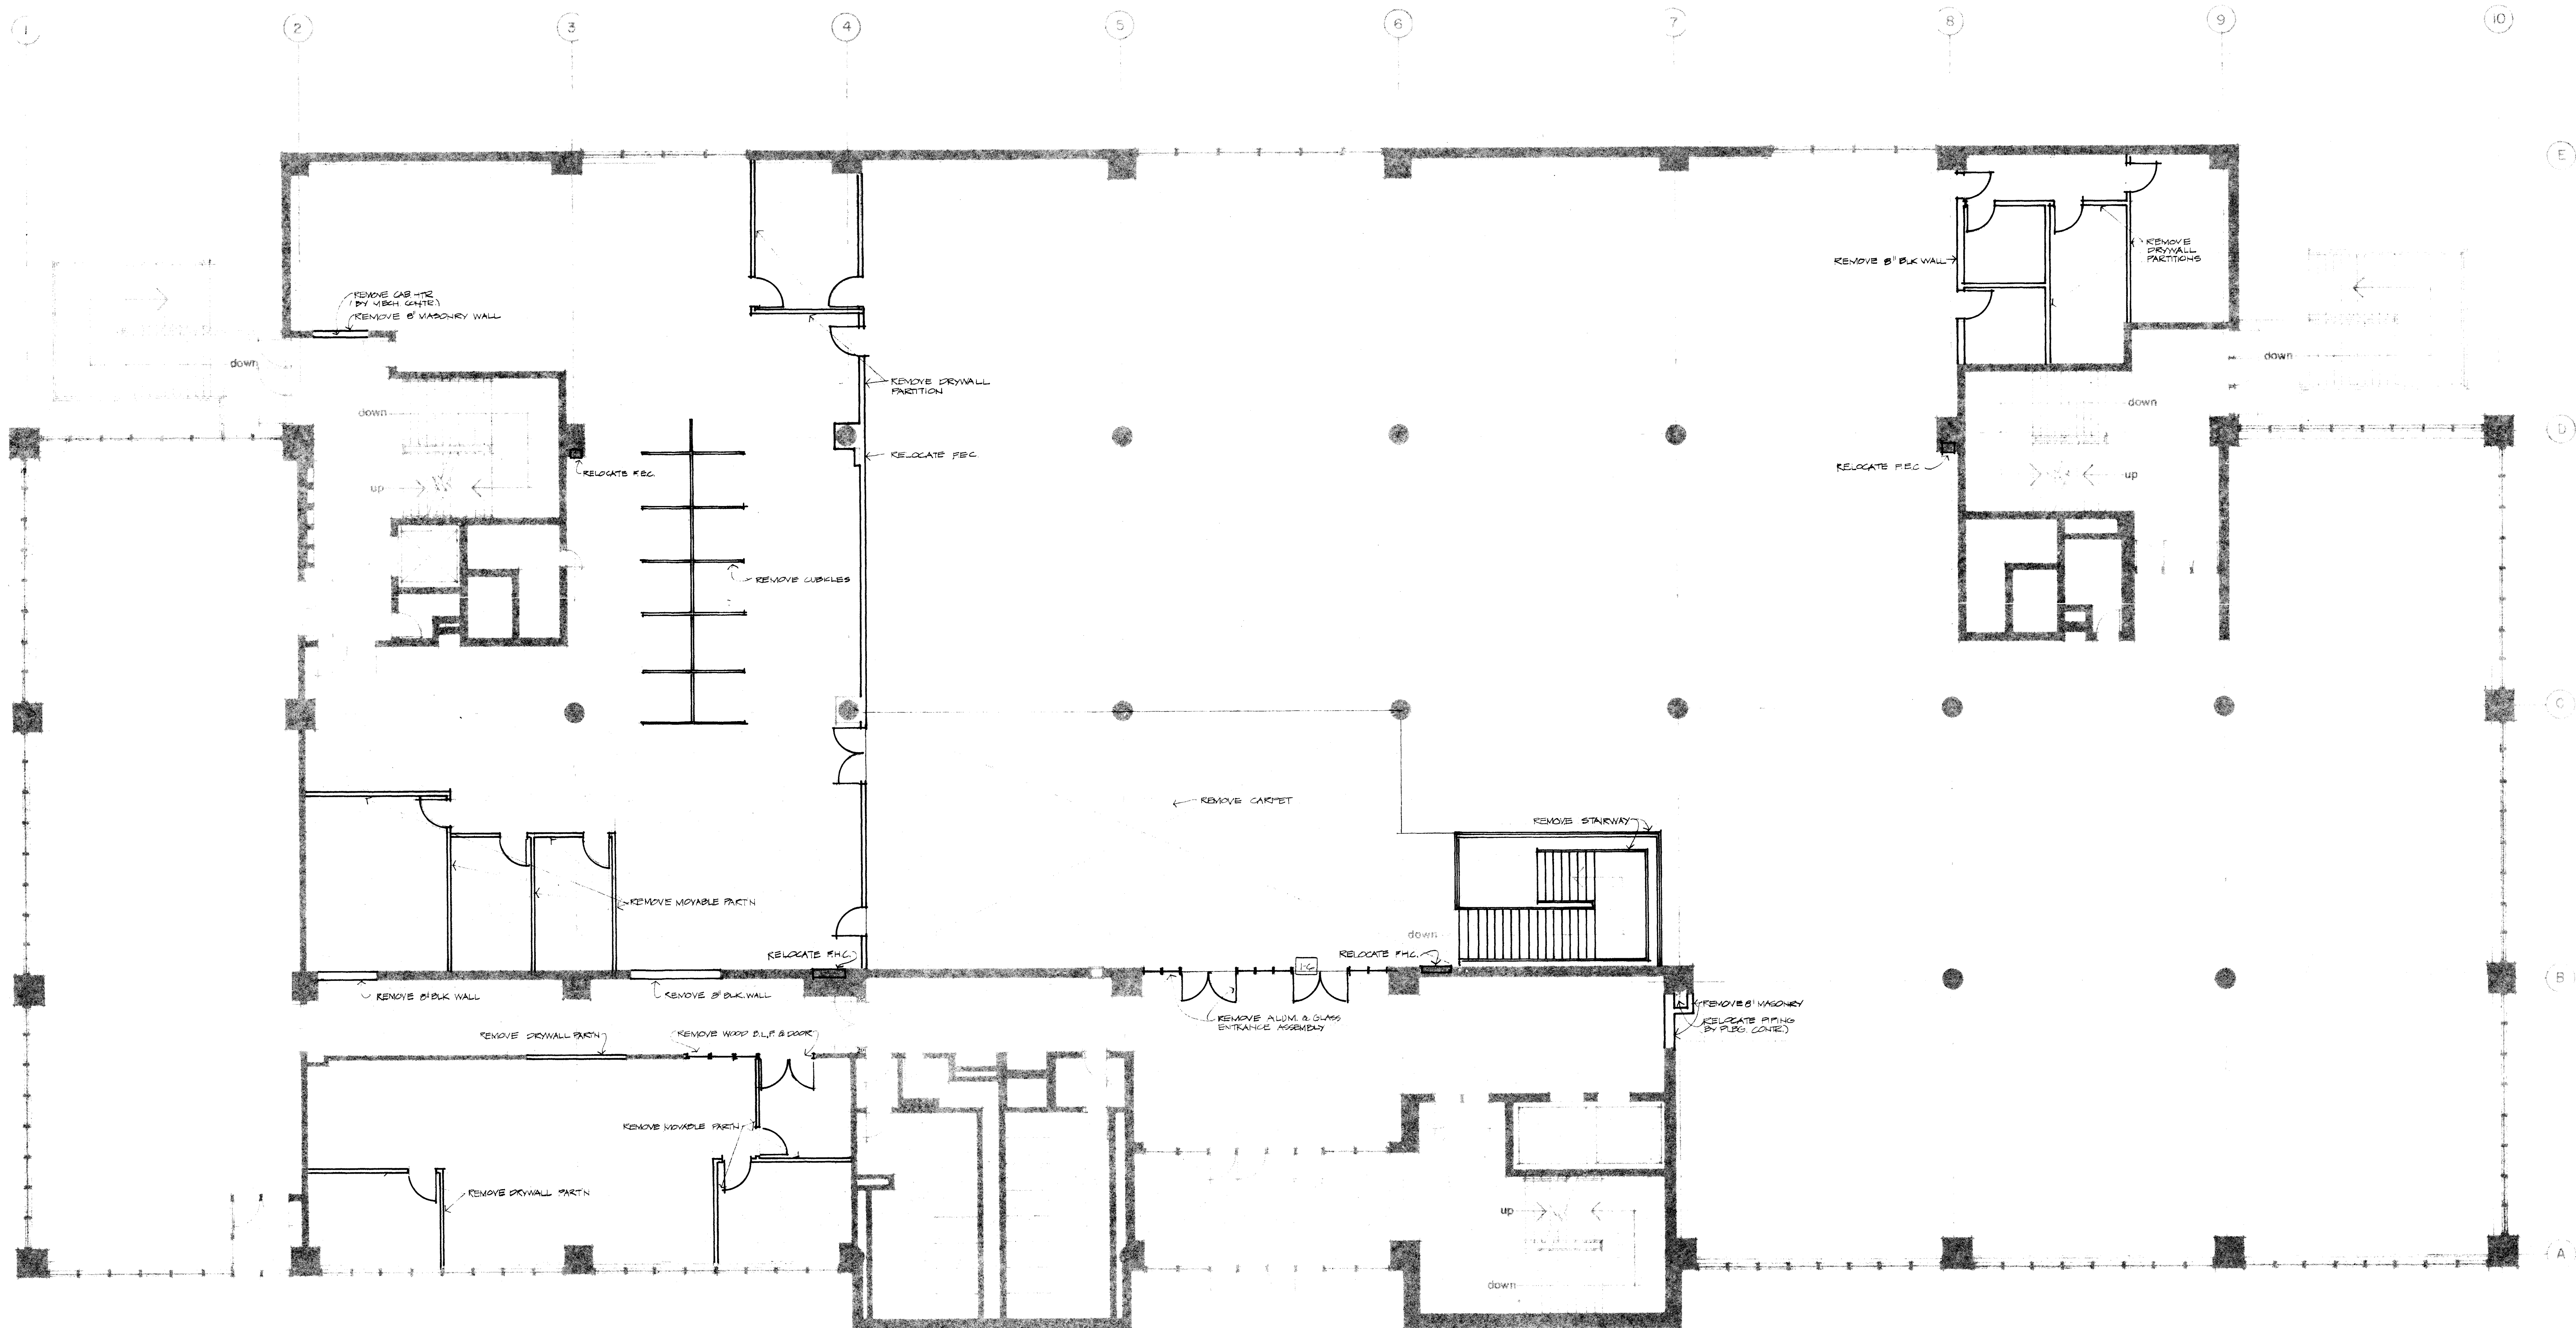 1
2
3
4
5
6
7
8
9
10
E
REMOVE 8" BLK WALL
REMOVE
DRYWALL
PARTITIONS
REMOVE CAB HTR
(BY MECH. CONTR.)
REMOVE 8" MASONRY WALL
down
down
REMOVE DRYWALL
PARTITION
down
down
D
RELOCATE F.E.C.
RELOCATE F.E.C.
RELOCATE F.E.C.
up
up
REMOVE CUBICLES
C
REMOVE CARPET
REMOVE STAIRWAY
REMOVE MOVABLE PARTN
down
RELOCATE F.H.C.
RELOCATE F.H.C.
B
REMOVE 8" BLK WALL
REMOVE 8" BLK. WALL
1-6
REMOVE 8" MASONRY
RELOCATE PIPING
(BY PLBG. CONTR.)
REMOVE ALUM. & GLASS
ENTRANCE ASSEMBLY
REMOVE DRYWALL PARTN
REMOVE WOOD B.L.F. & DOOR
REMOVE MOVABLE PARTN
REMOVE DRYWALL PARTN
up
down
A